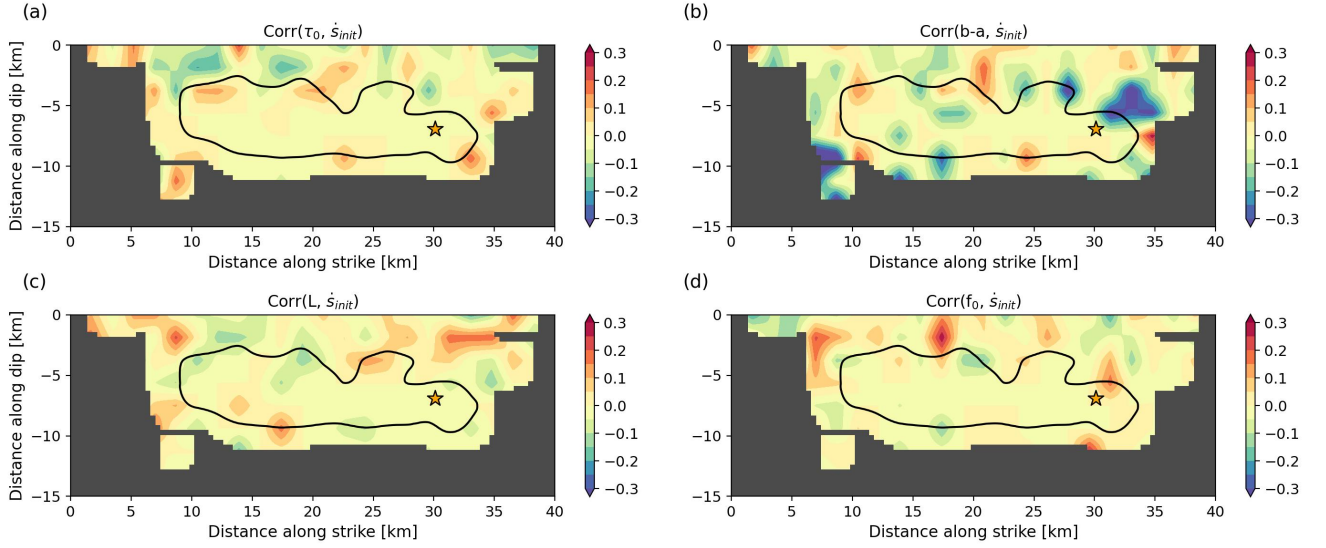 (a)
Corr(τ0, ṡinit)
Distance along dip [km]
0
−5
−10
−15
0 5 10 15 20 25 30 35 40
Distance along strike [km]
0.3
0.2
0.1
0.0
−0.1
−0.2
−0.3
(b)
Corr(b-a, ṡinit)
0
−5
−10
−15
0 5 10 15 20 25 30 35 40
Distance along strike [km]
0.3
0.2
0.1
0.0
−0.1
−0.2
−0.3
(c)
Corr(L, ṡinit)
Distance along dip [km]
0
−5
−10
−15
0 5 10 15 20 25 30 35 40
Distance along strike [km]
0.3
0.2
0.1
0.0
−0.1
−0.2
−0.3
(d)
Corr(f0, ṡinit)
0
−5
−10
−15
0 5 10 15 20 25 30 35 40
Distance along strike [km]
0.3
0.2
0.1
0.0
−0.1
−0.2
−0.3